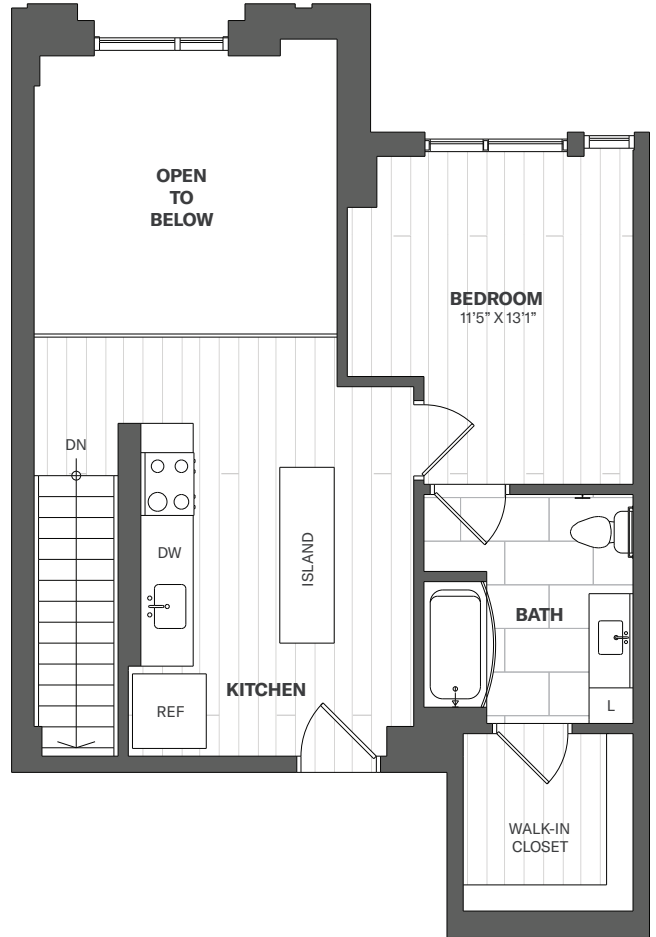 OPEN
TO
BELOW
BEDROOM
11'5" X 13'1"
DN
DW
ISLAND
BATH
KITCHEN
REF
L
WALK-IN
CLOSET